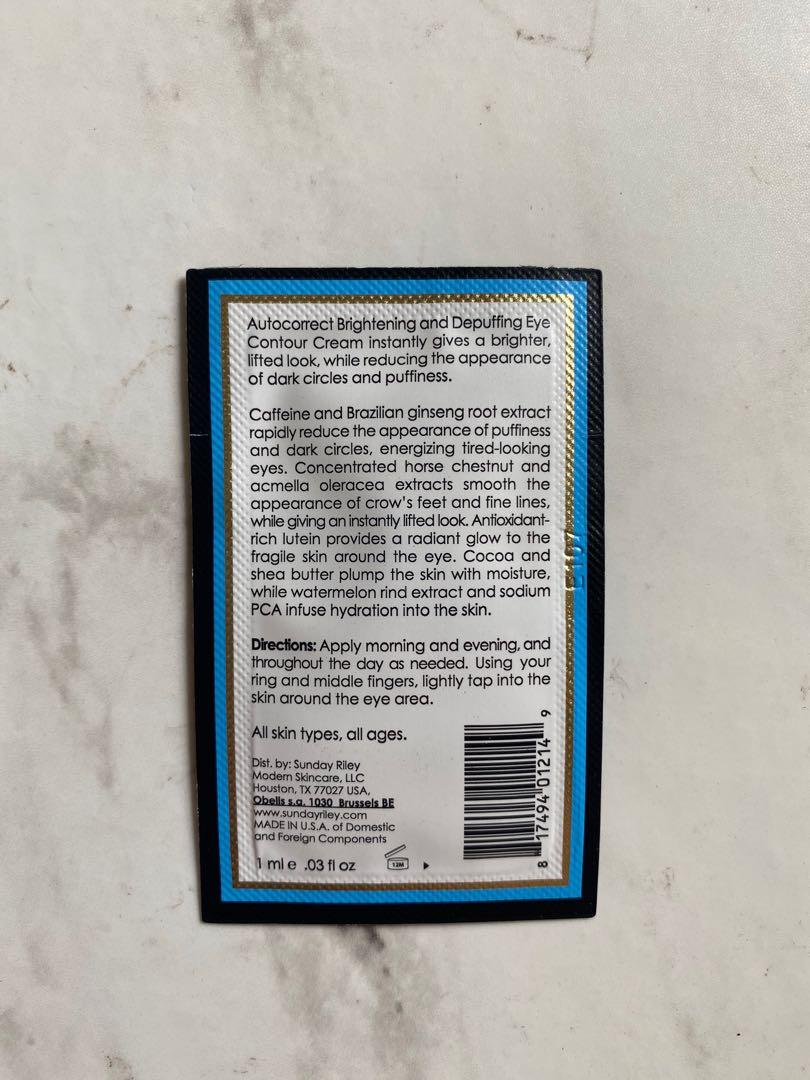 Autocorrect Brightening and Depuffing Eye
Contour Cream instantly gives a brighter,
lifted look, while reducing the appearance
of dark circles and puffiness.
Caffeine and Brazilian ginseng root extract
rapidly reduce the appearance of puffiness
and dark circles, energizing tired-looking
eyes. Concentrated horse chestnut and
acmella oleracea extracts smooth the
appearance of crow's feet and fine lines,
while giving an instantly lifted look. Antioxidant-
rich lutein provides a radiant glow to the
fragile skin around the eye. Cocoa and
shea butter plump the skin with moisture,
while watermelon rind extract and sodium
PCA infuse hydration into the skin.
Directions: Apply morning and evening, and
throughout the day as needed. Using your
ring and middle fingers, lightly tap into the
skin around the eye area.
All skin types, all ages.
Dist. by: Sunday Riley
Modern Skincare, LLC
Houston, TX 77027 USA,
Obelis s.a. 1030 Brussels BE
www.sundayriley.com
MADE IN U.S.A. of Domestic
and Foreign Components
1 ml e .03 fl oz
12M
8 17494 01214 9